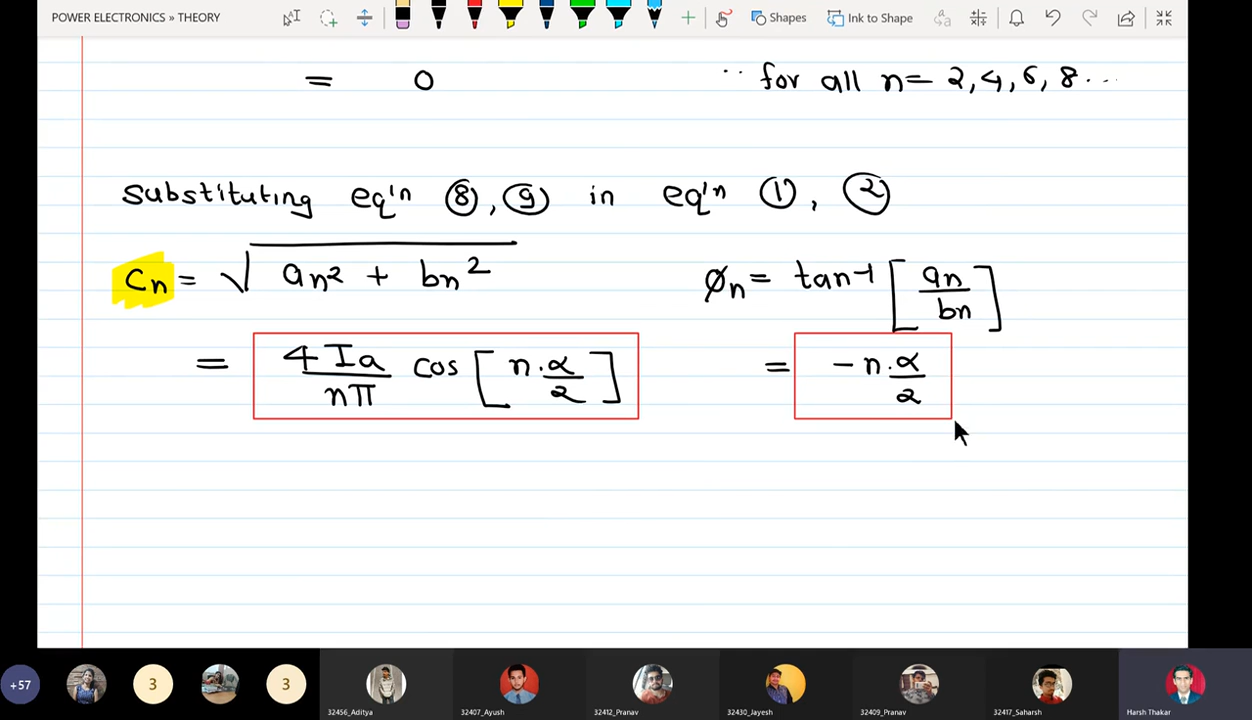 POWER ELECTRONICS » THEORY
Shapes
Ink to Shape
= 0 ∵ for all n= 2, 4, 6, 8 ...
Substituting eq'n ⑧, ⑨ in eq'n ①, ②
Cn = √(an² + bn²) Øn = tan⁻¹ [an/bn]
= 4Ia/nπ cos [n.α/2] = -n.α/2
+57
3
3
32456_Aditya
32407_Ayush
32412_Pranav
32430_Jayesh
32409_Pranav
32417_Saharsh
Harsh Thakar